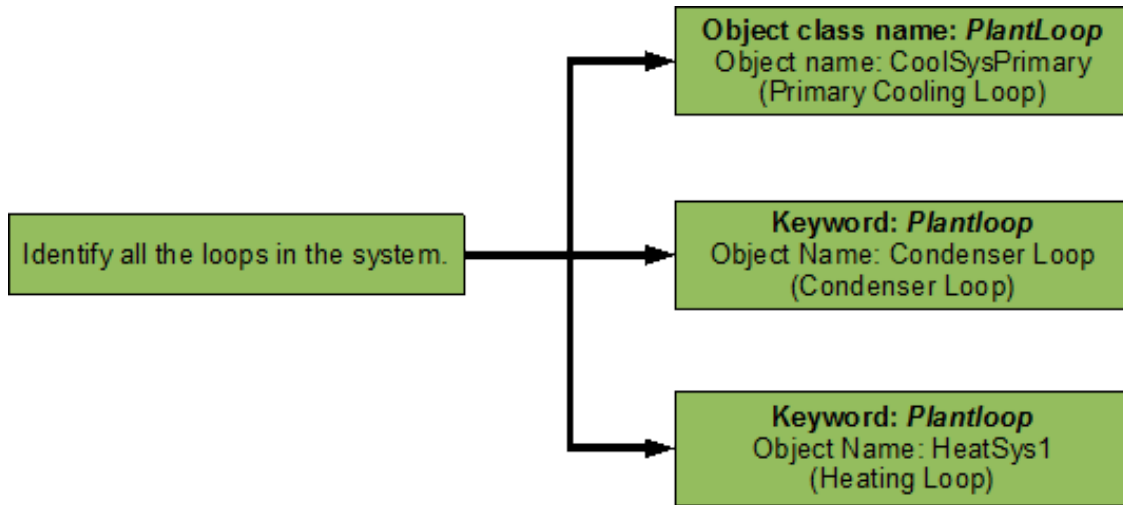 Object class name: PlantLoop
Object name: CoolSysPrimary
(Primary Cooling Loop)
Identify all the loops in the system.
Keyword: Plantloop
Object Name: Condenser Loop
(Condenser Loop)
Keyword: Plantloop
Object Name: HeatSys1
(Heating Loop)